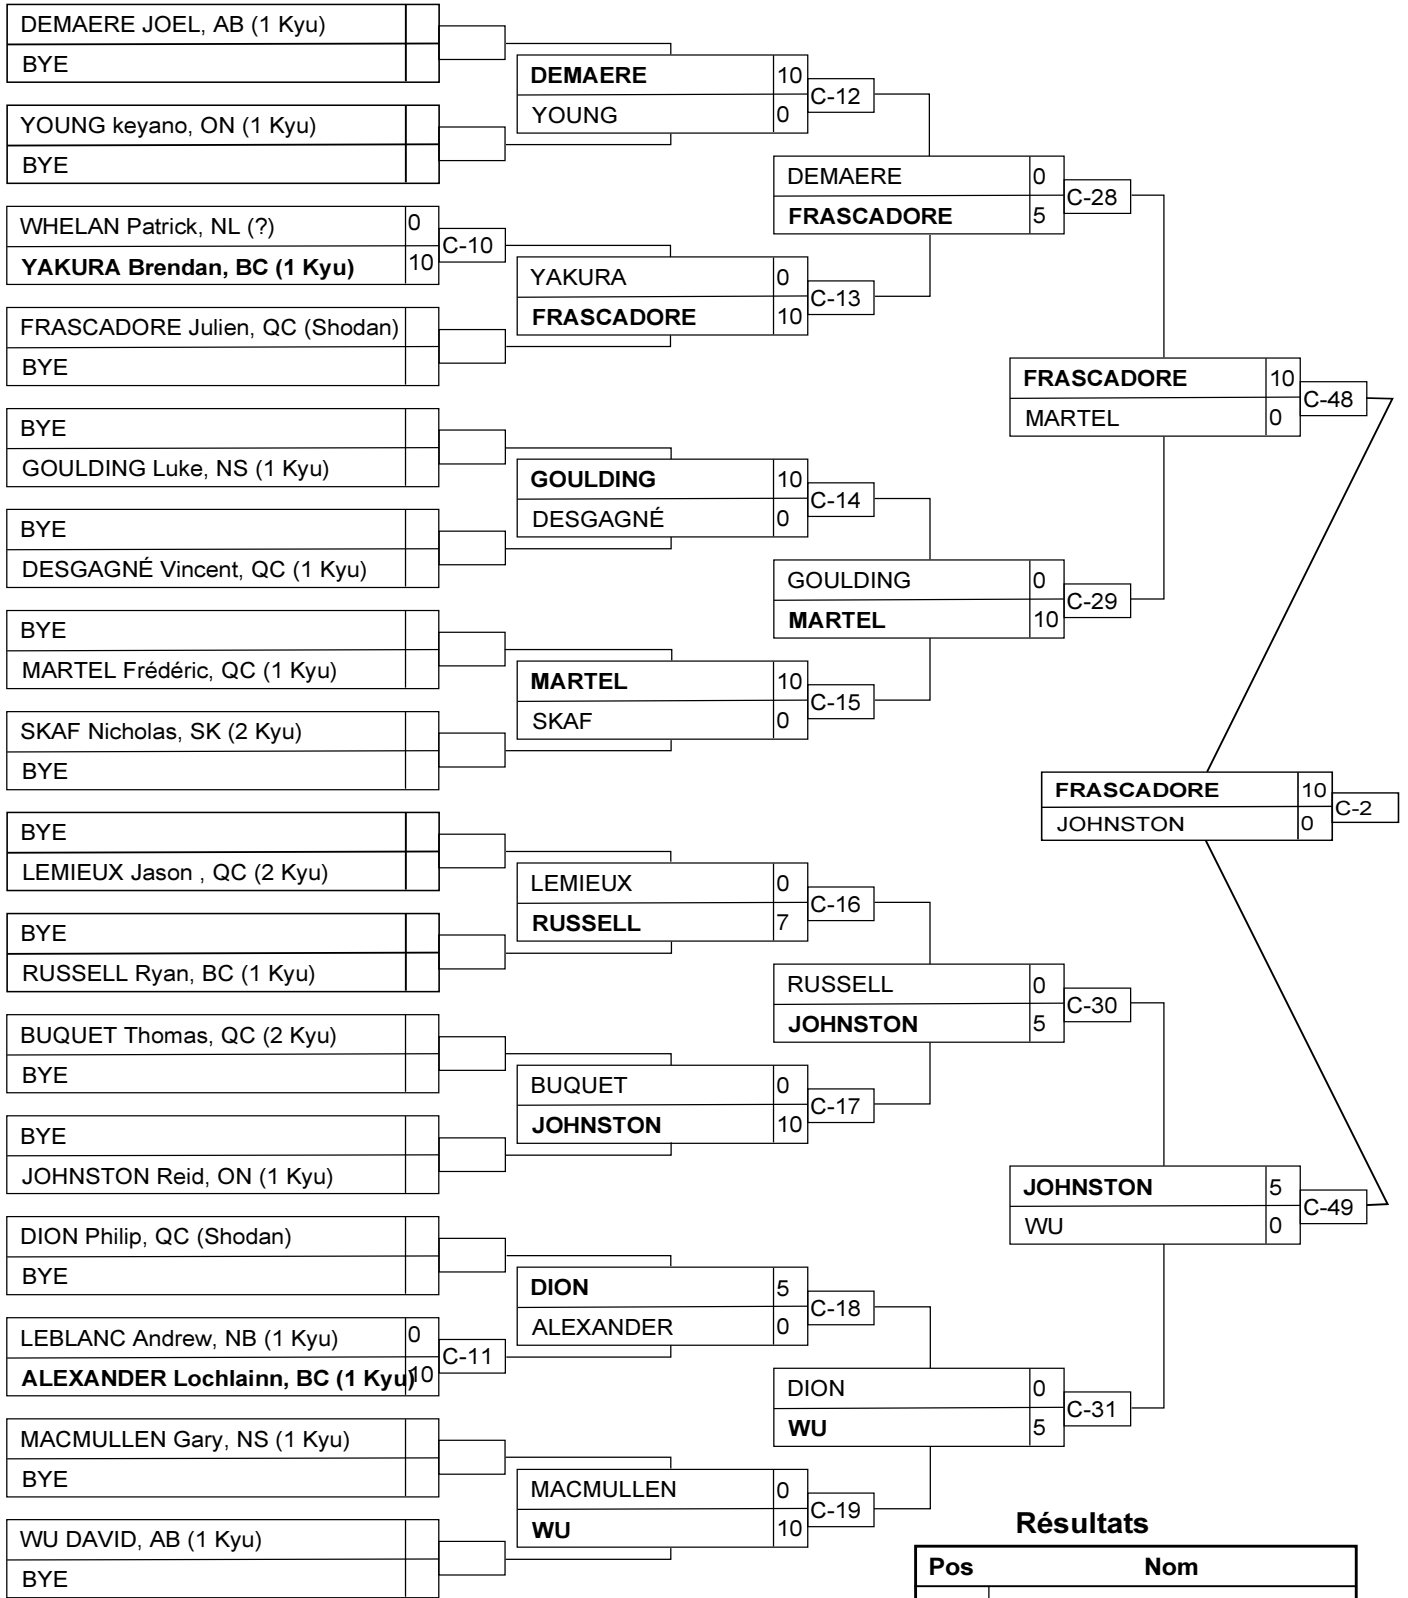 DEMAERE JOEL, AB (1 Kyu)
BYE
YOUNG keyano, ON (1 Kyu)
BYE
WHELAN Patrick, NL (?) 0
YAKURA Brendan, BC (1 Kyu) 10
C-10
FRASCADORE Julien, QC (Shodan)
BYE
BYE
GOULDING Luke, NS (1 Kyu)
BYE
DESGAGNÉ Vincent, QC (1 Kyu)
BYE
MARTEL Frédéric, QC (1 Kyu)
SKAF Nicholas, SK (2 Kyu)
BYE
BYE
LEMIEUX Jason , QC (2 Kyu)
BYE
RUSSELL Ryan, BC (1 Kyu)
BUQUET Thomas, QC (2 Kyu)
BYE
BYE
JOHNSTON Reid, ON (1 Kyu)
DION Philip, QC (Shodan)
BYE
LEBLANC Andrew, NB (1 Kyu) 0
ALEXANDER Lochlainn, BC (1 Kyu) 10
C-11
MACMULLEN Gary, NS (1 Kyu)
BYE
WU DAVID, AB (1 Kyu)
BYE
DEMAERE 10
YOUNG 0
C-12
YAKURA 0
FRASCADORE 10
C-13
GOULDING 10
DESGAGNÉ 0
C-14
MARTEL 10
SKAF 0
C-15
LEMIEUX 0
RUSSELL 7
C-16
BUQUET 0
JOHNSTON 10
C-17
DION 5
ALEXANDER 0
C-18
MACMULLEN 0
WU 10
C-19
DEMAERE 0
FRASCADORE 5
C-28
GOULDING 0
MARTEL 10
C-29
RUSSELL 0
JOHNSTON 5
C-30
DION 0
WU 5
C-31
FRASCADORE 10
MARTEL 0
C-48
JOHNSTON 5
WU 0
C-49
FRASCADORE 10
JOHNSTON 0
C-2
Résultats
Pos Nom